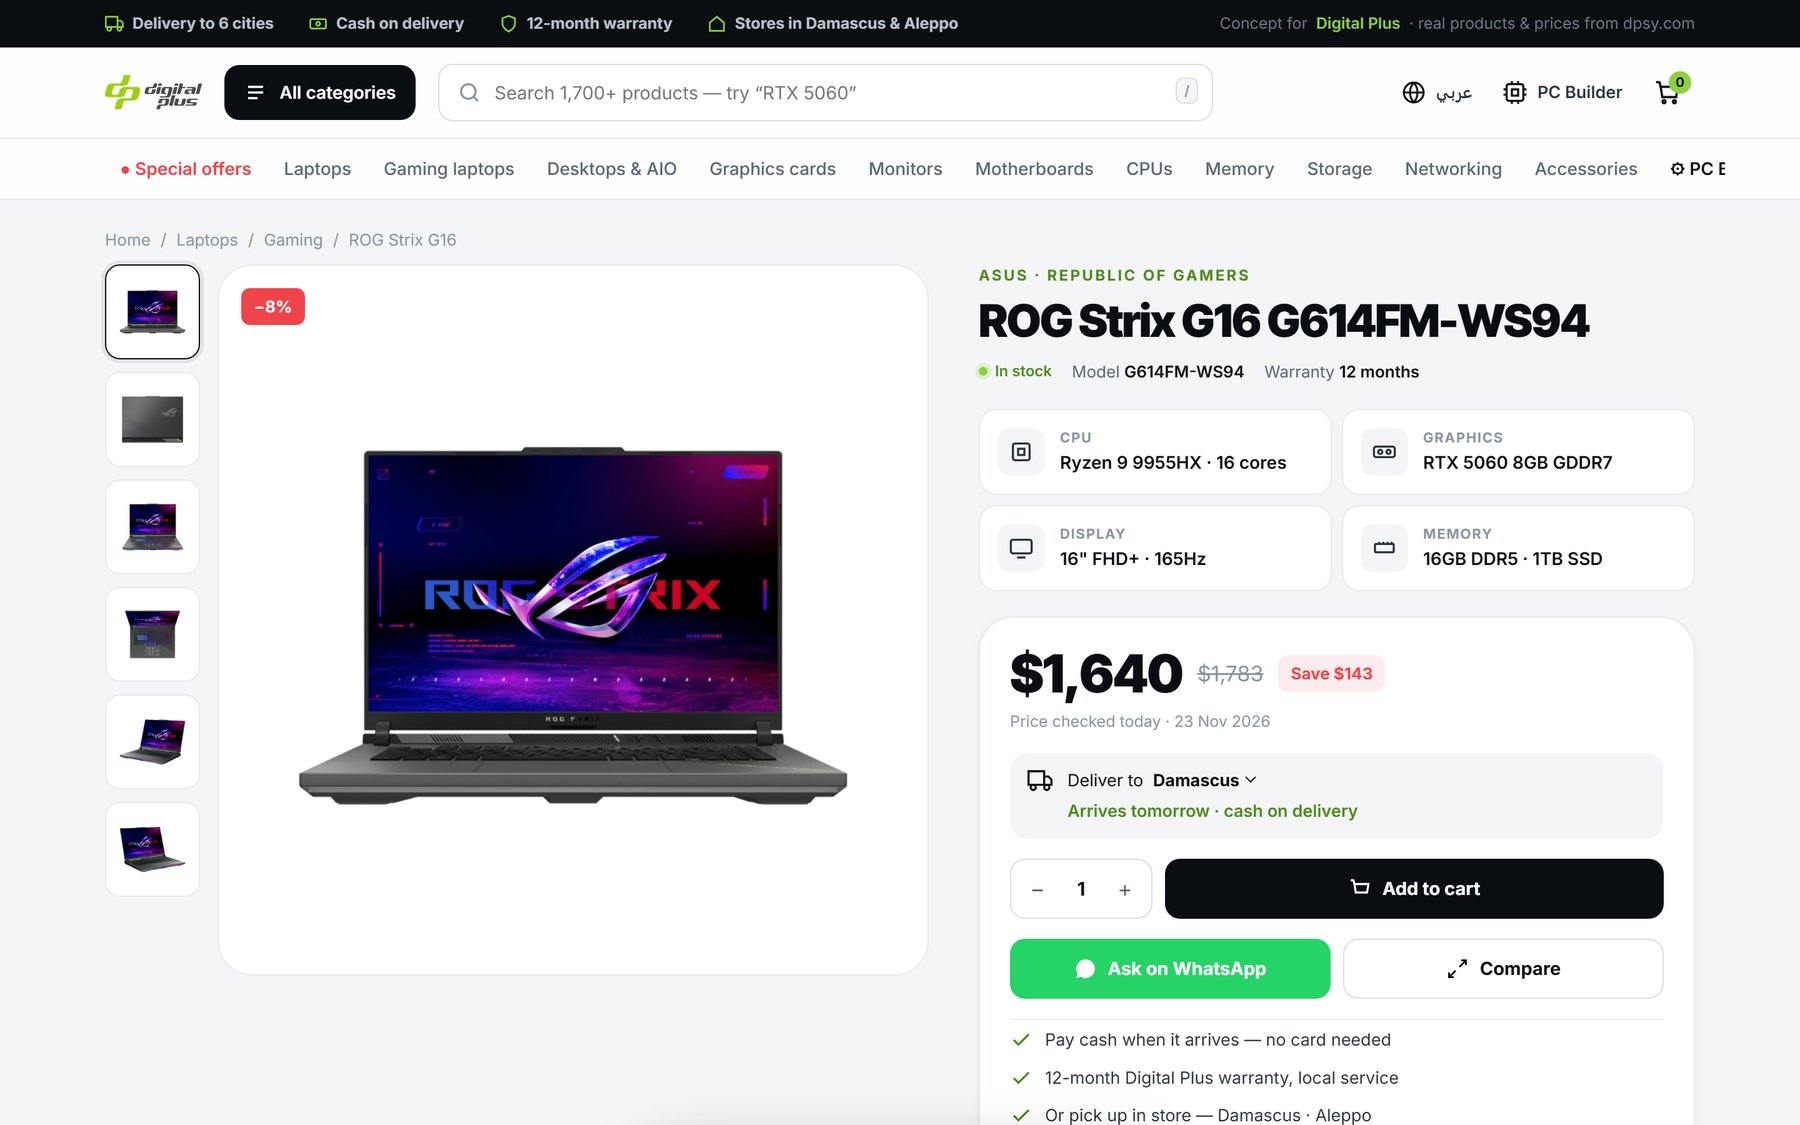 Delivery to 6 cities
Cash on delivery
12-month warranty
Stores in Damascus & Aleppo
Concept for Digital Plus · real products & prices from dpsy.com
digital plus
All categories
Search 1,700+ products — try “RTX 5060”
/
عربي
PC Builder
0
Special offers
Laptops
Gaming laptops
Desktops & AIO
Graphics cards
Monitors
Motherboards
CPUs
Memory
Storage
Networking
Accessories
PC
Home / Laptops / Gaming / ROG Strix G16
−8%
ROG STRIX
ASUS · REPUBLIC OF GAMERS
ROG Strix G16 G614FM-WS94
In stock
Model G614FM-WS94
Warranty 12 months
CPU
Ryzen 9 9955HX · 16 cores
GRAPHICS
RTX 5060 8GB GDDR7
DISPLAY
16" FHD+ · 165Hz
MEMORY
16GB DDR5 · 1TB SSD
$1,640 $1,783 Save $143
Price checked today · 23 Nov 2026
Deliver to Damascus
Arrives tomorrow · cash on delivery
− 1 +
Add to cart
Ask on WhatsApp
Compare
Pay cash when it arrives — no card needed
12-month Digital Plus warranty, local service
Or pick up in store — Damascus · Aleppo